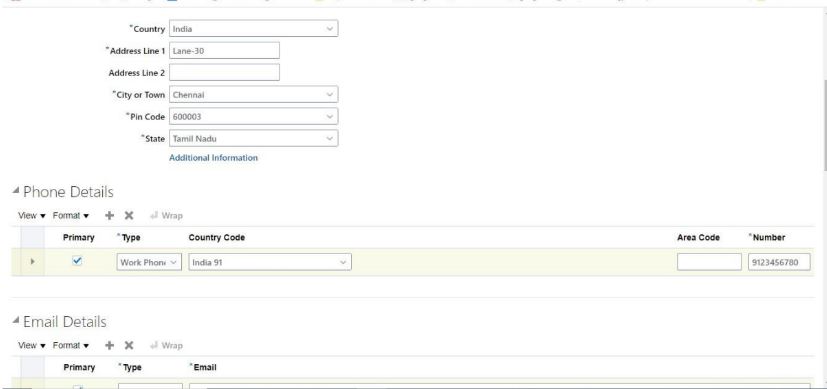 *Country India
*Address Line 1 Lane-30
Address Line 2
*City or Town Chennai
*Pin Code 600003
*State Tamil Nadu
Additional Information
Phone Details
View Format Wrap
Primary *Type Country Code Area Code *Number
Work Phone India 91 9123456780
Email Details
View Format Wrap
Primary *Type *Email